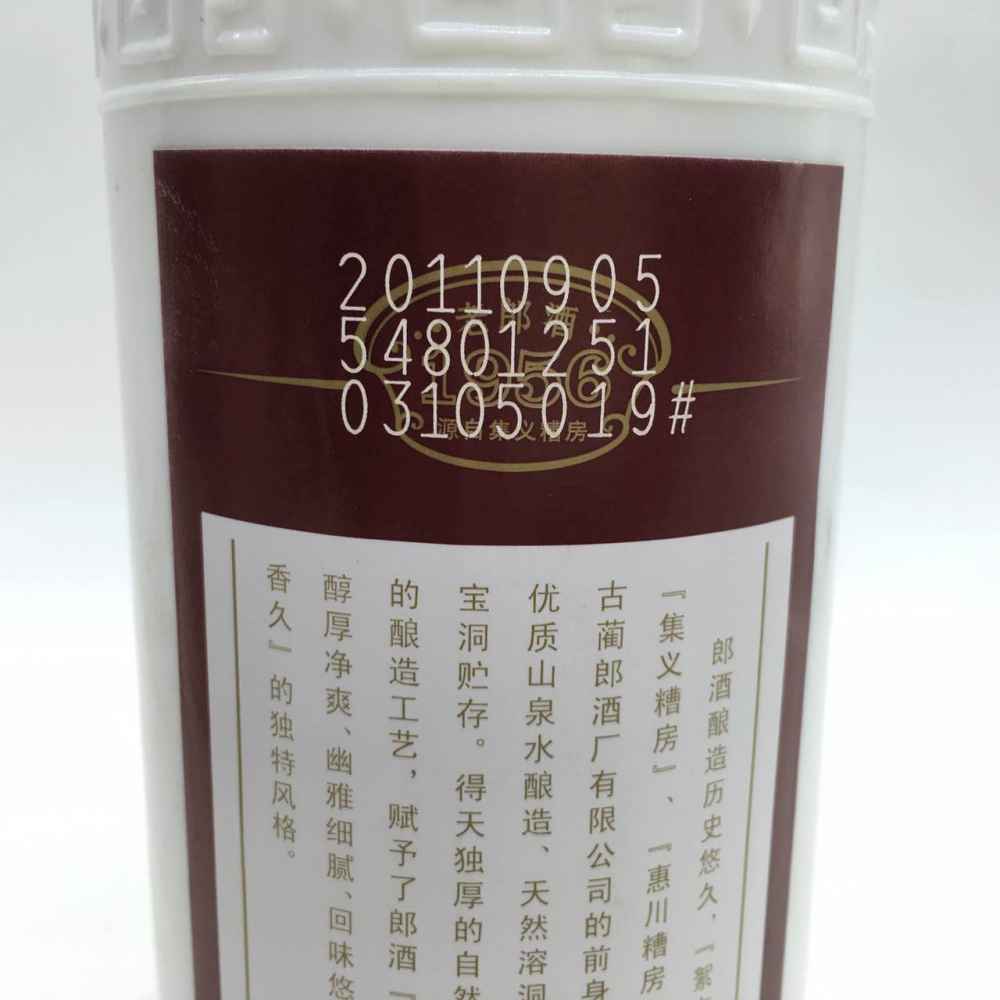 20110905
54801251
03105019#
老郎酒
1956
源自集义糟房
郎酒酿造历史悠久，『絮
『集义糟房』、『惠川糟房
古蔺郎酒厂有限公司的前身
优质山泉水酿造、天然溶洞
宝洞贮存。得天独厚的自然
的酿造工艺，赋予了郎酒『
醇厚净爽、幽雅细腻、回味悠
香久』的独特风格。